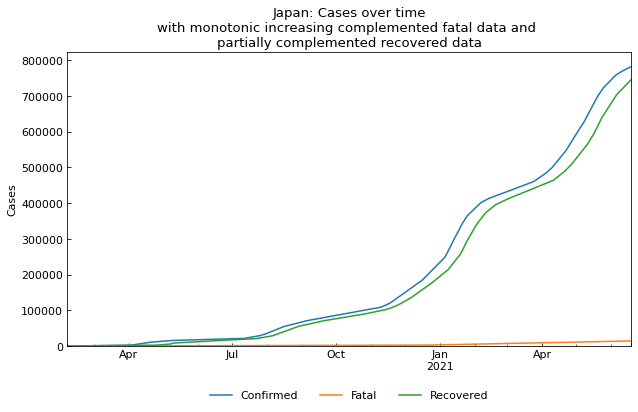 Japan: Cases over time
with monotonic increasing complemented fatal data and
partially complemented recovered data
800000
700000
600000
500000
400000
300000
200000
100000
0
Cases
Apr Jul Oct Jan Apr
2021
Confirmed Fatal Recovered